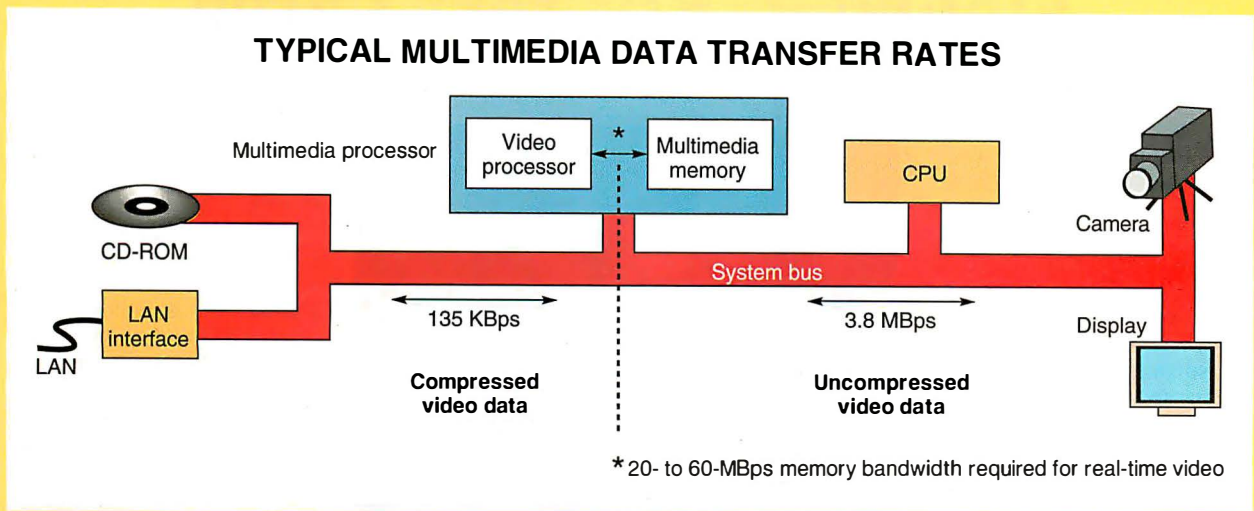 TYPICAL MULTIMEDIA DATA TRANSFER RATES
Multimedia processor
Video
processor
*
Multimedia
memory
CPU
Camera
CD-ROM
System bus
LAN
interface
LAN
135 KBps
3.8 MBps
Display
Compressed
video data
Uncompressed
video data
* 20- to 60-MBps memory bandwidth required for real-time video